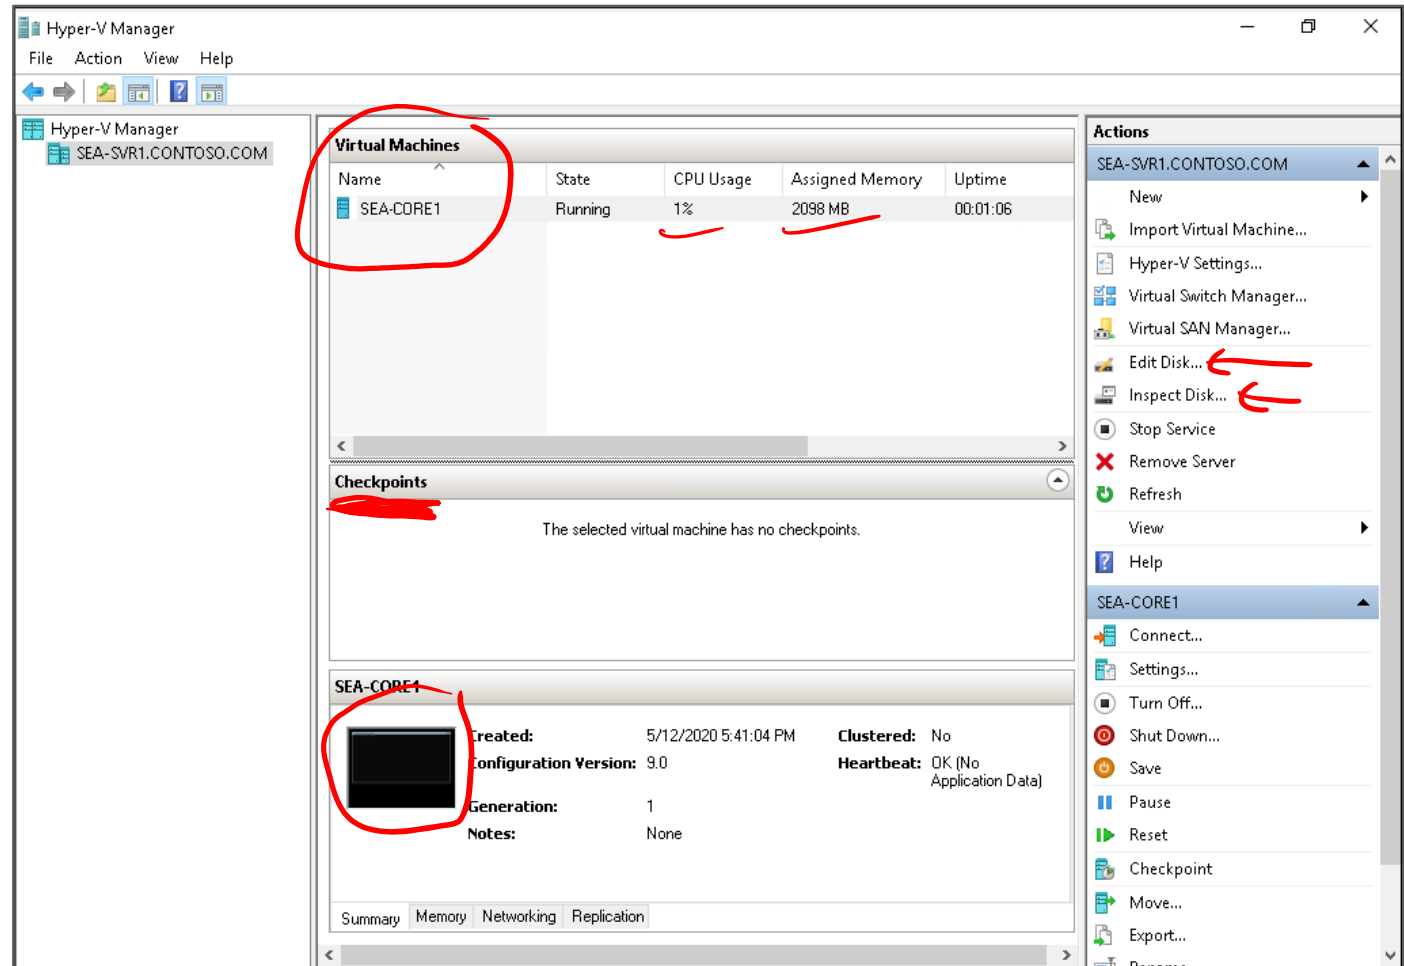 Hyper-V Manager
File Action View Help
Hyper-V Manager
SEA-SVR1.CONTOSO.COM
Virtual Machines
Name State CPU Usage Assigned Memory Uptime
SEA-CORE1 Running 1% 2098 MB 00:01:06
Checkpoints
The selected virtual machine has no checkpoints.
SEA-CORE1
Created: 5/12/2020 5:41:04 PM Clustered: No
Configuration Version: 9.0 Heartbeat: OK (No
Application Data)
Generation: 1
Notes: None
Summary Memory Networking Replication
Actions
SEA-SVR1.CONTOSO.COM
New
Import Virtual Machine...
Hyper-V Settings...
Virtual Switch Manager...
Virtual SAN Manager...
Edit Disk...
Inspect Disk...
Stop Service
Remove Server
Refresh
View
Help
SEA-CORE1
Connect...
Settings...
Turn Off...
Shut Down...
Save
Pause
Reset
Checkpoint
Move...
Export...